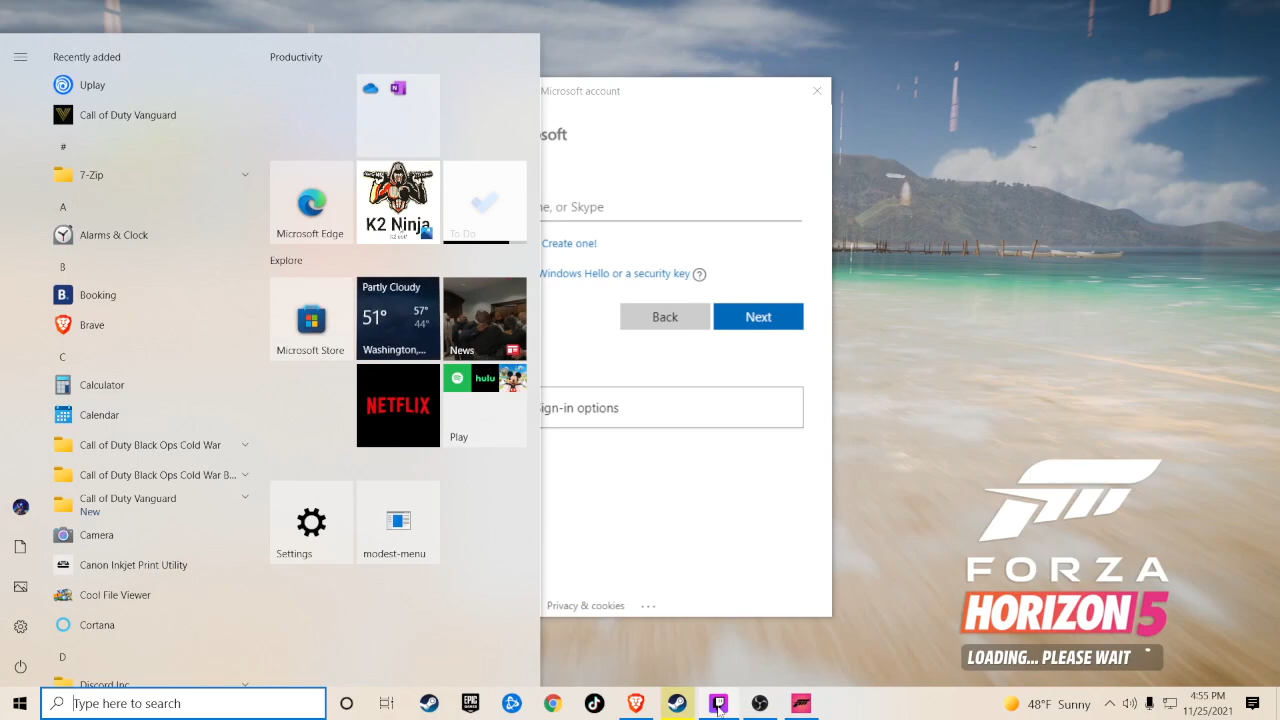 Recently added
Uplay
Call of Duty Vanguard
#
7-Zip
A
Alarms & Clock
B
Booking
Brave
C
Calculator
Calendar
Call of Duty Black Ops Cold War
Call of Duty Black Ops Cold War B...
Call of Duty Vanguard
New
Camera
Canon Inkjet Print Utility
Cool File Viewer
Cortana
D
Discord Inc
Productivity
Microsoft Edge
K2 Ninja
To Do
Explore
Microsoft Store
Partly Cloudy
51° 57°
44°
Washington,...
News
NETFLIX
hulu
Play
Settings
modest-menu
Microsoft account
soft
ne, or Skype
Create one!
Windows Hello or a security key
Back
Next
ign-in options
Privacy & cookies
...
FORZA
HORIZON 5
LOADING... PLEASE WAIT
Type here to search
EPIC
GAMES
48°F Sunny
4:55 PM
11/25/2021